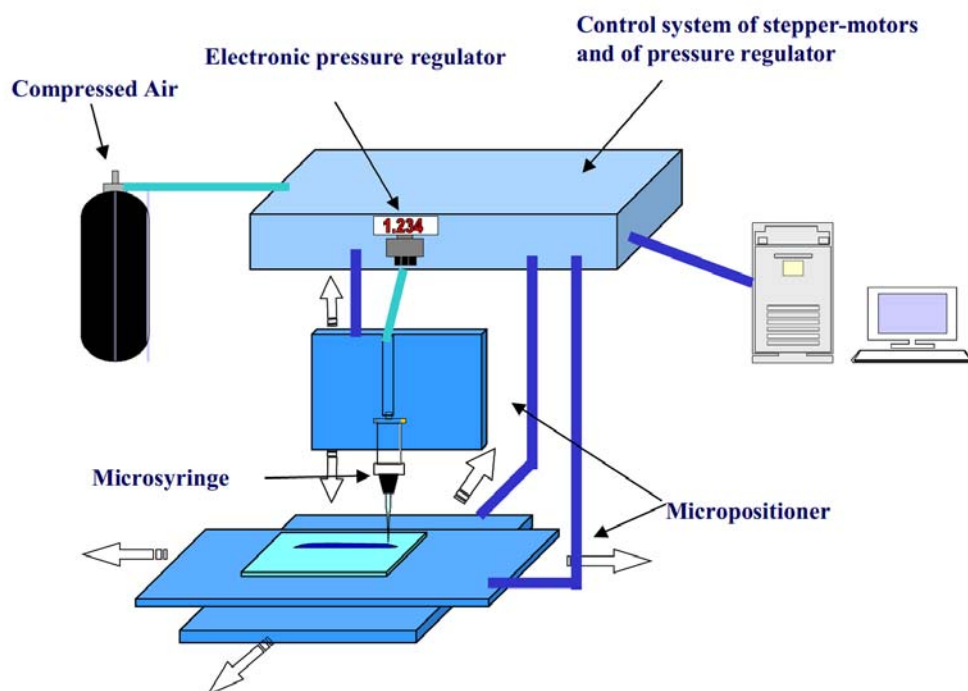 Control system of stepper-motors
and of pressure regulator
Electronic pressure regulator
Compressed Air
1,234
Microsyringe
Micropositioner